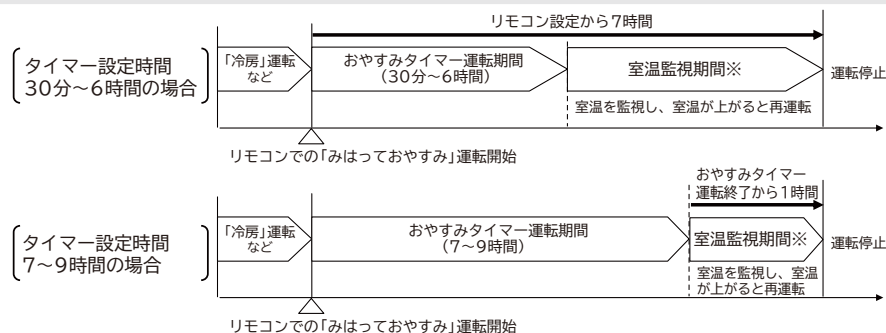 リモコン設定から7時間
タイマー設定時間
30分～6時間の場合
「冷房」運転
など
おやすみタイマー運転期間
（30分～6時間）
室温監視期間※
運転停止
室温を監視し、室温が上がると再運転
リモコンでの「みはっておやすみ」運転開始
おやすみタイマー
運転終了から1時間
タイマー設定時間
7～9時間の場合
「冷房」運転
など
おやすみタイマー運転期間
（7～9時間）
室温監視期間※
運転停止
室温を監視し、室温
が上がると再運転
リモコンでの「みはっておやすみ」運転開始